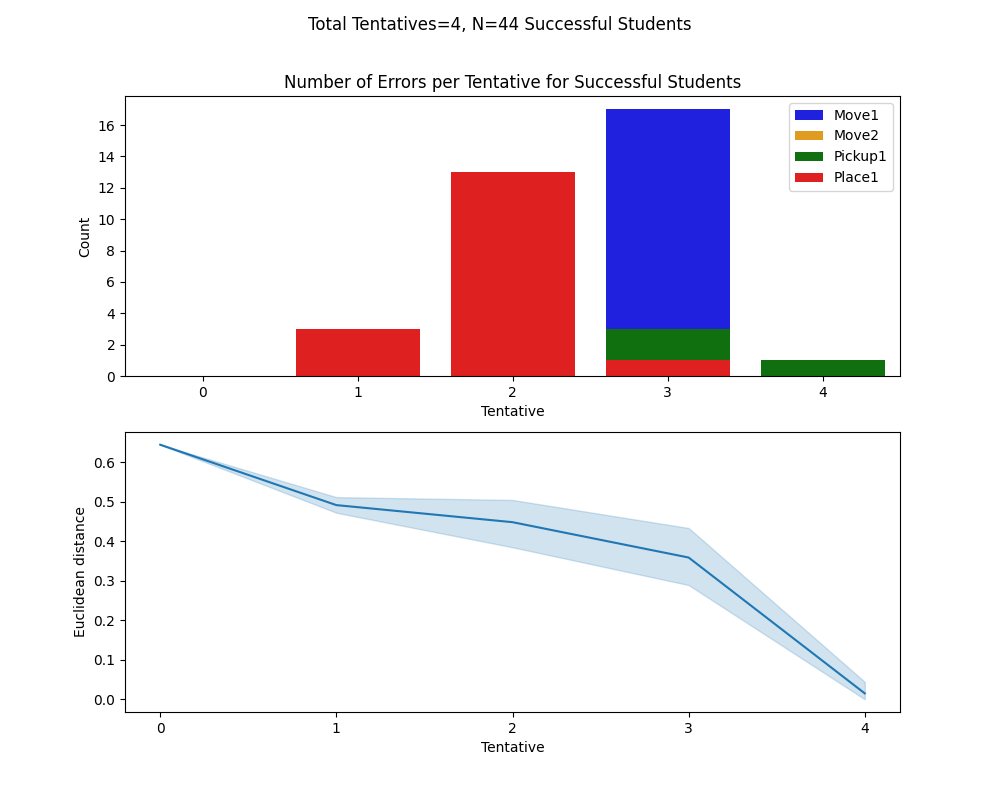 Total Tentatives=4, N=44 Successful Students
Number of Errors per Tentative for Successful Students
Move1
Move2
Pickup1
Place1
16
14
12
10
8
6
4
2
0
Count
0 1 2 3 4
Tentative
0.6
0.5
0.4
0.3
0.2
0.1
0.0
Euclidean distance
0 1 2 3 4
Tentative